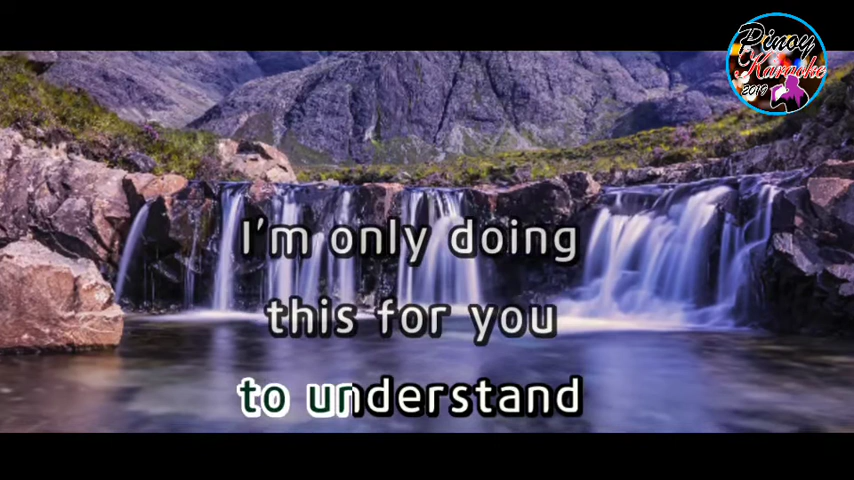 Pinoy
Karaoke
2019
I'm only doing
this for you
to understand